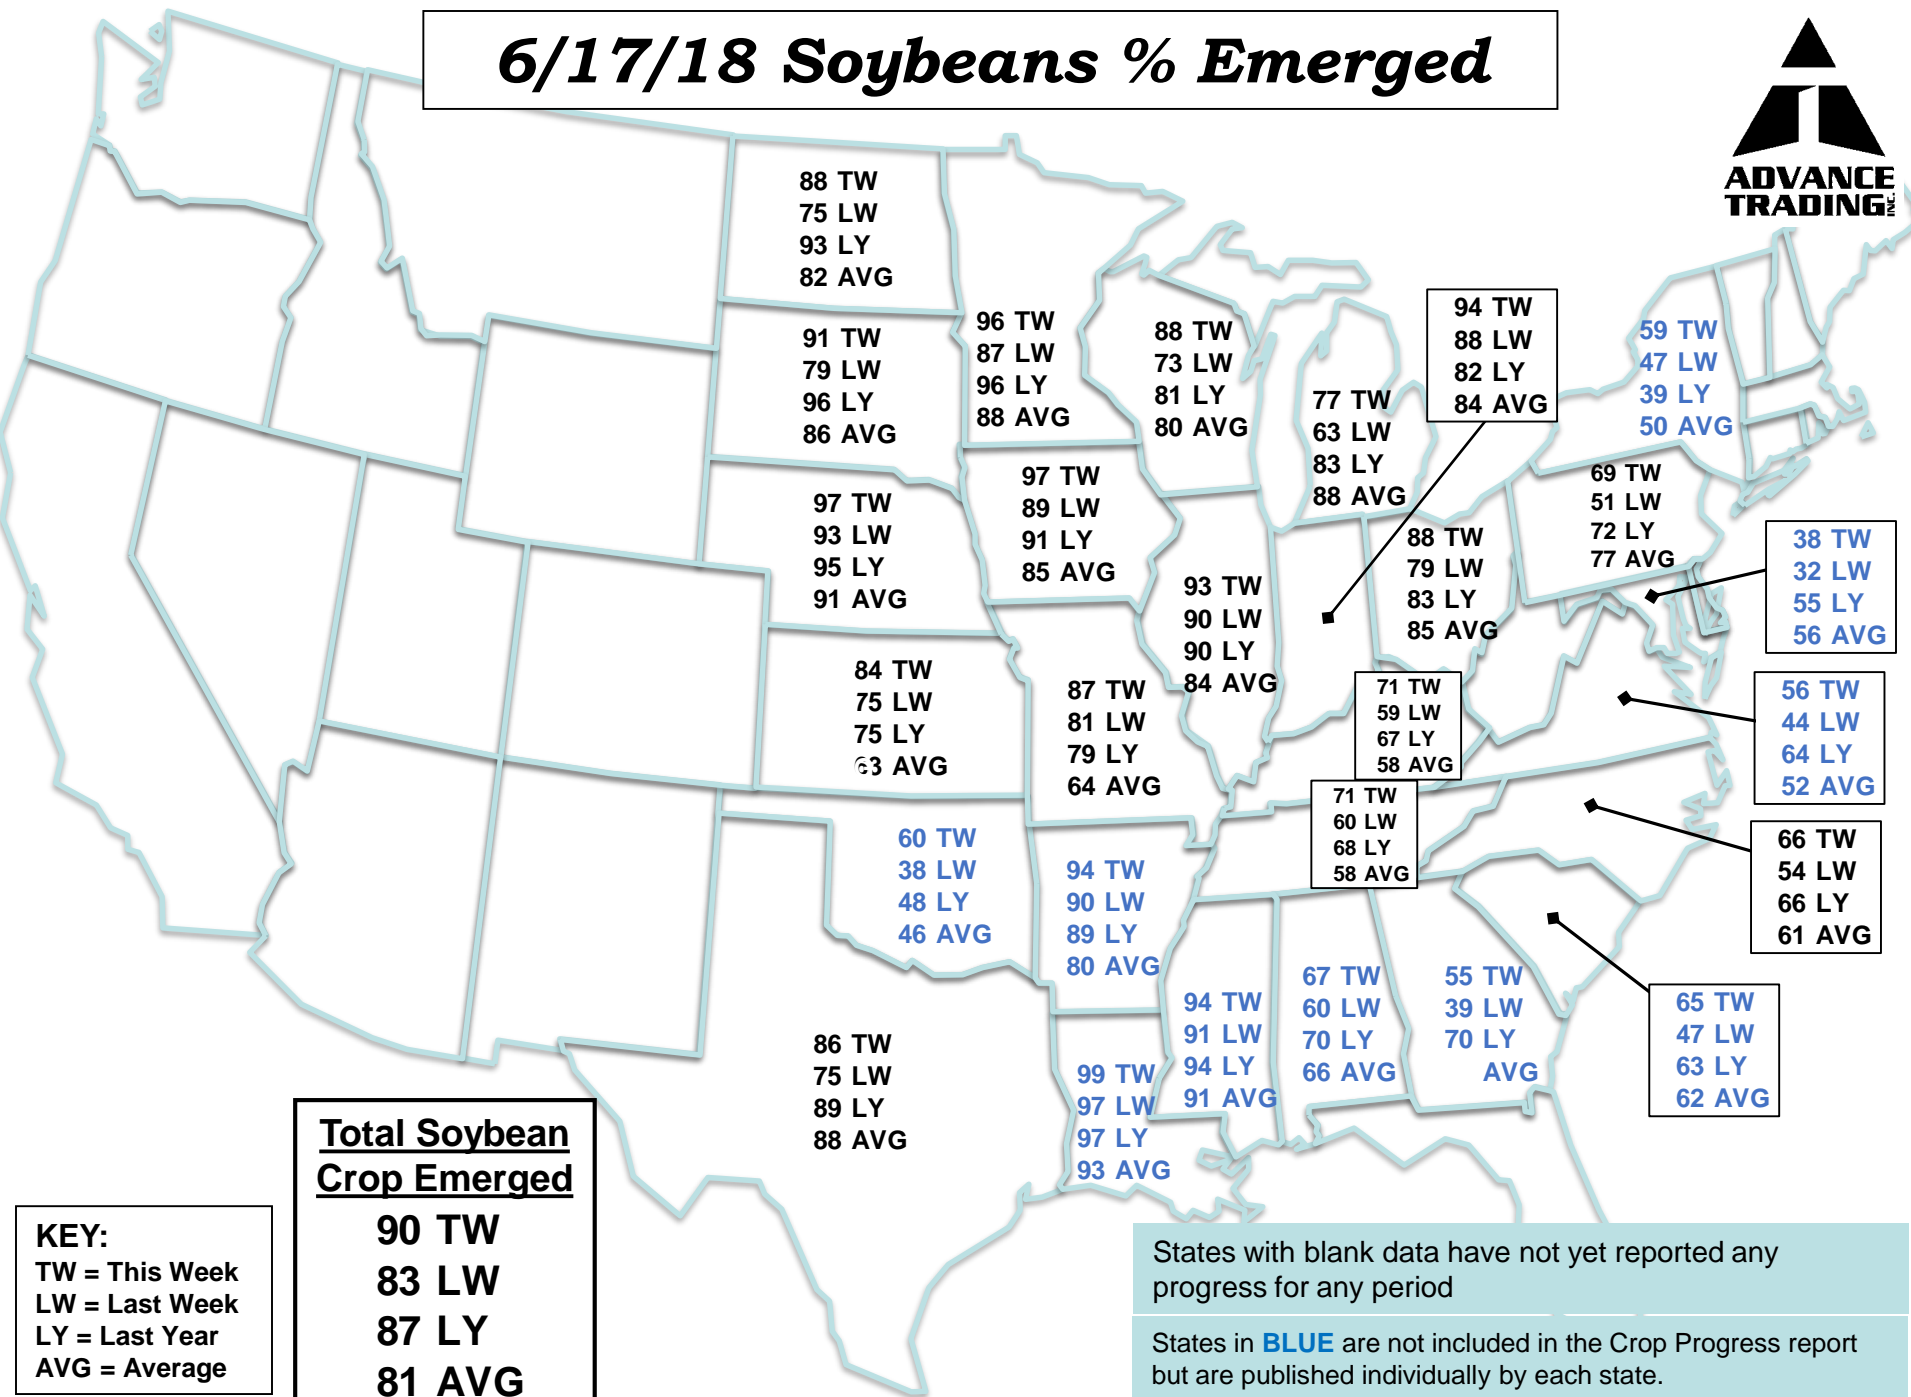 6/17/18 Soybeans % Emerged
ADVANCE
TRADING INC.
88 TW
75 LW
93 LY
82 AVG
91 TW
79 LW
96 LY
86 AVG
96 TW
87 LW
96 LY
88 AVG
88 TW
73 LW
81 LY
80 AVG
77 TW
63 LW
83 LY
88 AVG
94 TW
88 LW
82 LY
84 AVG
59 TW
47 LW
39 LY
50 AVG
97 TW
93 LW
95 LY
91 AVG
97 TW
89 LW
91 LY
85 AVG
93 TW
90 LW
90 LY
84 AVG
88 TW
79 LW
83 LY
85 AVG
69 TW
51 LW
72 LY
77 AVG
38 TW
32 LW
55 LY
56 AVG
84 TW
75 LW
75 LY
63 AVG
87 TW
81 LW
79 LY
64 AVG
71 TW
59 LW
67 LY
58 AVG
56 TW
44 LW
64 LY
52 AVG
71 TW
60 LW
68 LY
58 AVG
66 TW
54 LW
66 LY
61 AVG
60 TW
38 LW
48 LY
46 AVG
94 TW
90 LW
89 LY
80 AVG
94 TW
91 LW
94 LY
91 AVG
67 TW
60 LW
70 LY
66 AVG
55 TW
39 LW
70 LY
AVG
65 TW
47 LW
63 LY
62 AVG
86 TW
75 LW
89 LY
88 AVG
99 TW
97 LW
97 LY
93 AVG
Total Soybean
Crop Emerged
90 TW
83 LW
87 LY
81 AVG
KEY:
TW = This Week
LW = Last Week
LY = Last Year
AVG = Average
States with blank data have not yet reported any
progress for any period
States in BLUE are not included in the Crop Progress report
but are published individually by each state.